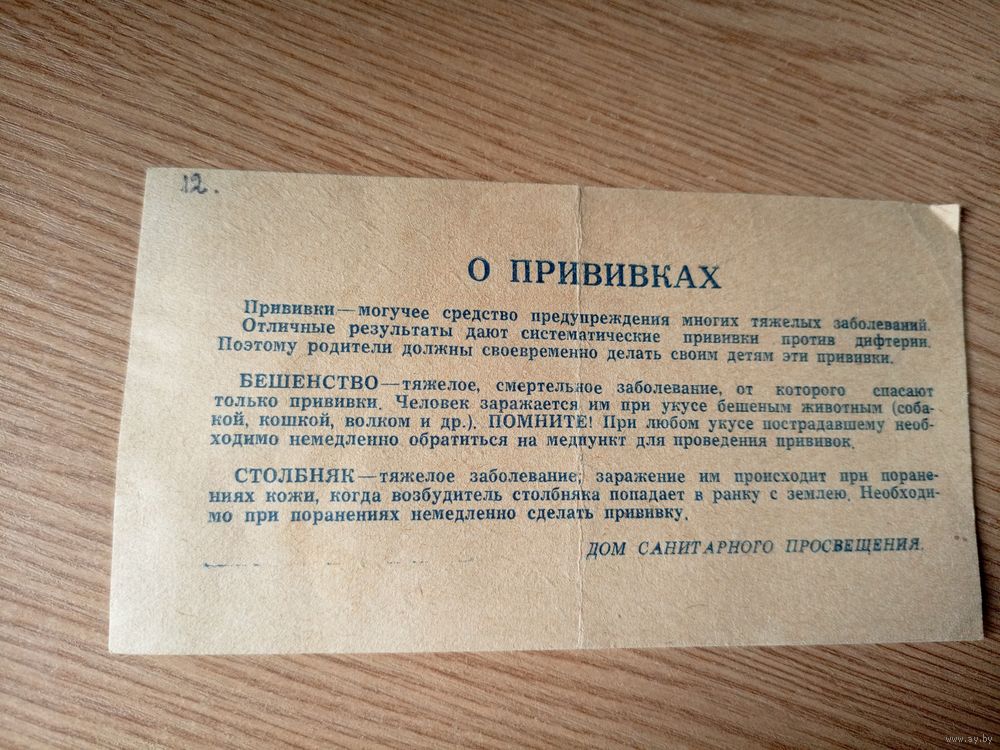 12.
О ПРИВИВКАХ
Прививки—могучее средство предупреждения многих тяжелых заболеваний.
Отличные результаты дают систематические прививки против дифтерии.
Поэтому родители должны своевременно делать своим детям эти прививки.
БЕШЕНСТВО—тяжелое, смертельное заболевание, от которого спасают
только прививки. Человек заражается им при укусе бешеным животным (соба-
кой, кошкой, волком и др.). ПОМНИТЕ! При любом укусе пострадавшему необ-
ходимо немедленно обратиться на медпункт для проведения прививок.
СТОЛБНЯК—тяжелое заболевание; заражение им происходит при поране-
ниях кожи, когда возбудитель столбняка попадает в ранку с землею. Необходи-
мо при поранениях немедленно сделать прививку.
ДОМ САНИТАРНОГО ПРОСВЕЩЕНИЯ.
www.ay.by